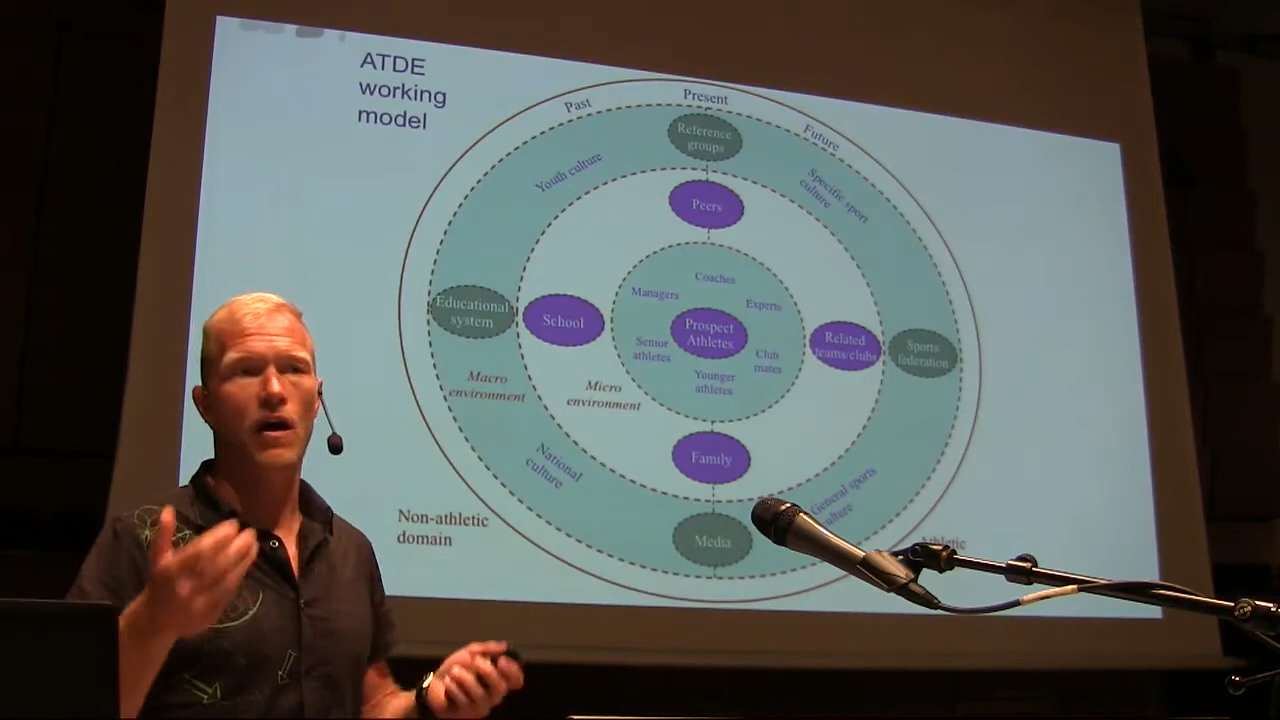 ATDE
working
model
Past
Present
Future
Reference
groups
Youth culture
Specific sport
culture
Peers
Coaches
Managers
Experts
Educational
system
School
Prospect
Athletes
Related
teams/clubs
Sports
federation
Senior
athletes
Club
mates
Younger
athletes
Macro
environment
Micro
environment
Family
National
culture
General sports
culture
Non-athletic
domain
Media
Athletic